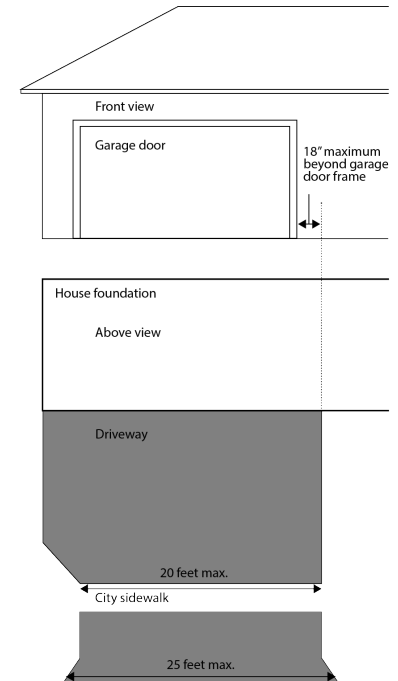 Front view
Garage door
18" maximum
beyond garage
door frame
House foundation
Above view
Driveway
20 feet max.
City sidewalk
25 feet max.